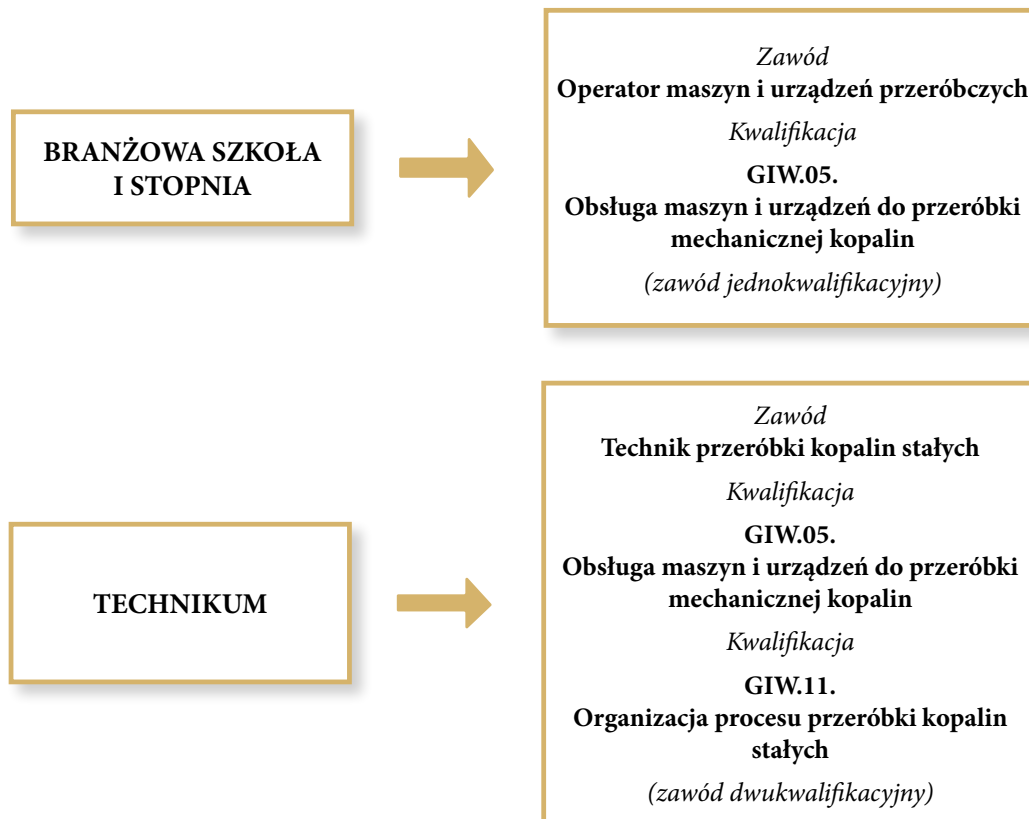 BRANŻOWA SZKOŁA
I STOPNIA
Zawód
Operator maszyn i urządzeń przeróbczych
Kwalifikacja
GIW.05.
Obsługa maszyn i urządzeń do przeróbki
mechanicznej kopalin
(zawód jednokwalifikacyjny)
TECHNIKUM
Zawód
Technik przeróbki kopalin stałych
Kwalifikacja
GIW.05.
Obsługa maszyn i urządzeń do przeróbki
mechanicznej kopalin
Kwalifikacja
GIW.11.
Organizacja procesu przeróbki kopalin
stałych
(zawód dwukwalifikacyjny)